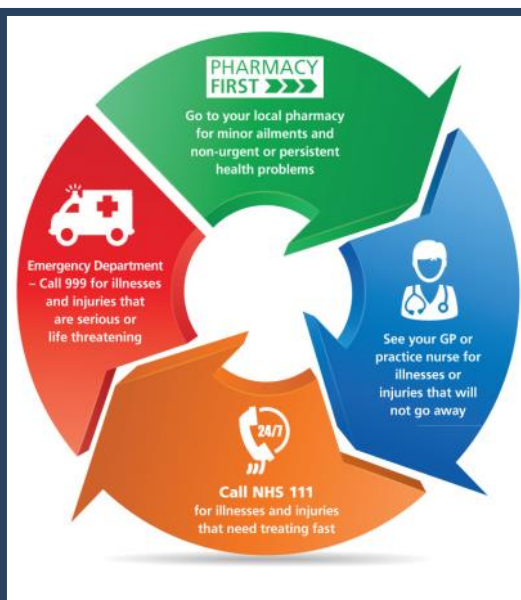 PHARMACY
FIRST
Go to your local pharmacy
for minor ailments and
non-urgent or persistent
health problems
See your GP or
practice nurse for
illnesses or
injuries that will
not go away
24/7
Call NHS 111
for illnesses and injuries
that need treating fast
Emergency Department
– Call 999 for illnesses
and injuries that
are serious or
life threatening